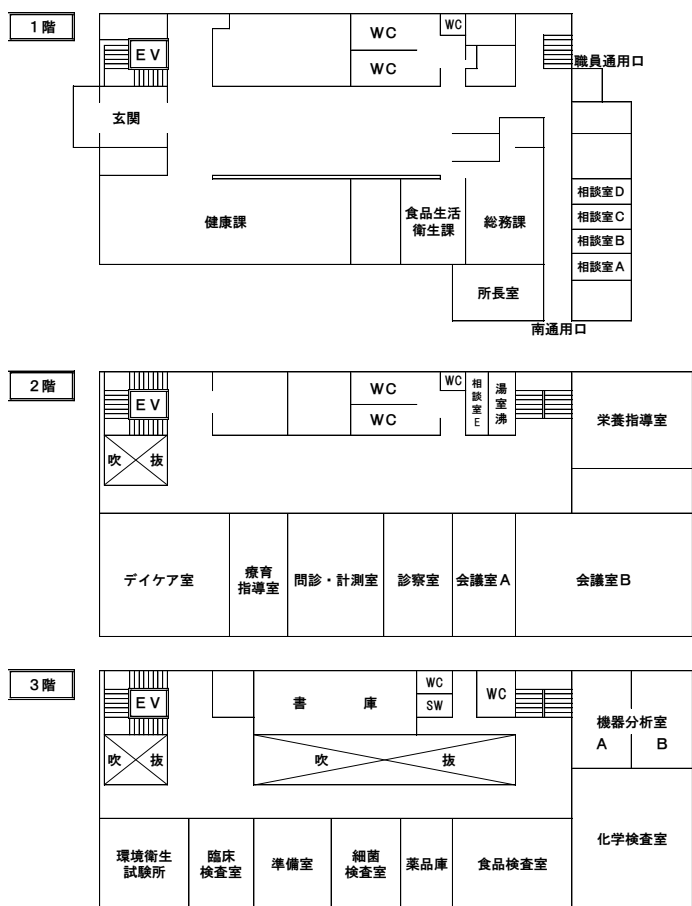 1階
EV
WC
WC
WC
職員通用口
玄関
健康課
食品生活
衛生課
総務課
相談室D
相談室C
相談室B
相談室A
所長室
南通用口
2階
EV
吹 抜
WC
WC
WC
相談室E
湯沸室
栄養指導室
デイケア室
療育
指導室
問診・計測室
診察室
会議室A
会議室B
3階
EV
吹 抜
書 庫
WC
SW
WC
吹 抜
機器分析室
A B
環境衛生
試験所
臨床
検査室
準備室
細菌
検査室
薬品庫
食品検査室
化学検査室